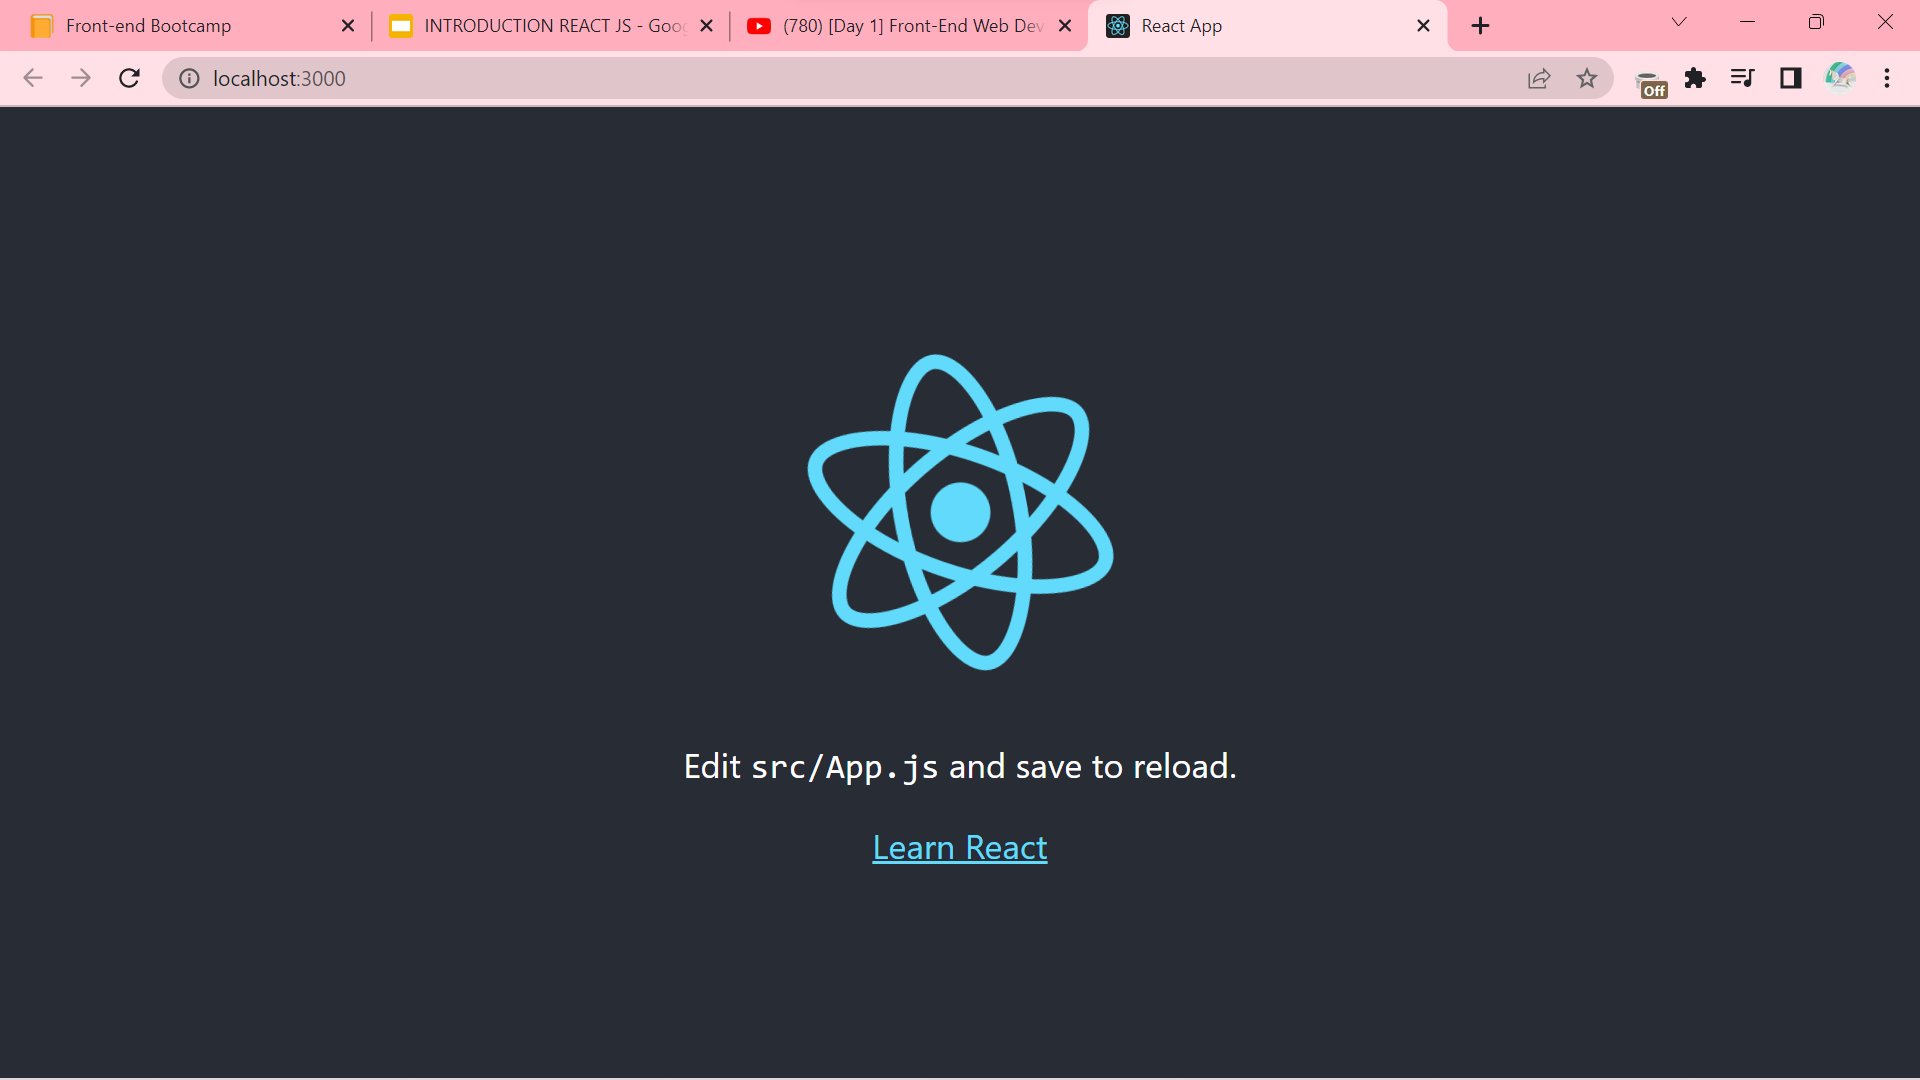 Front-end Bootcamp
INTRODUCTION REACT JS - Goog
(780) [Day 1] Front-End Web Dev
React App
localhost:3000
Off
Edit src/App.js and save to reload.
Learn React